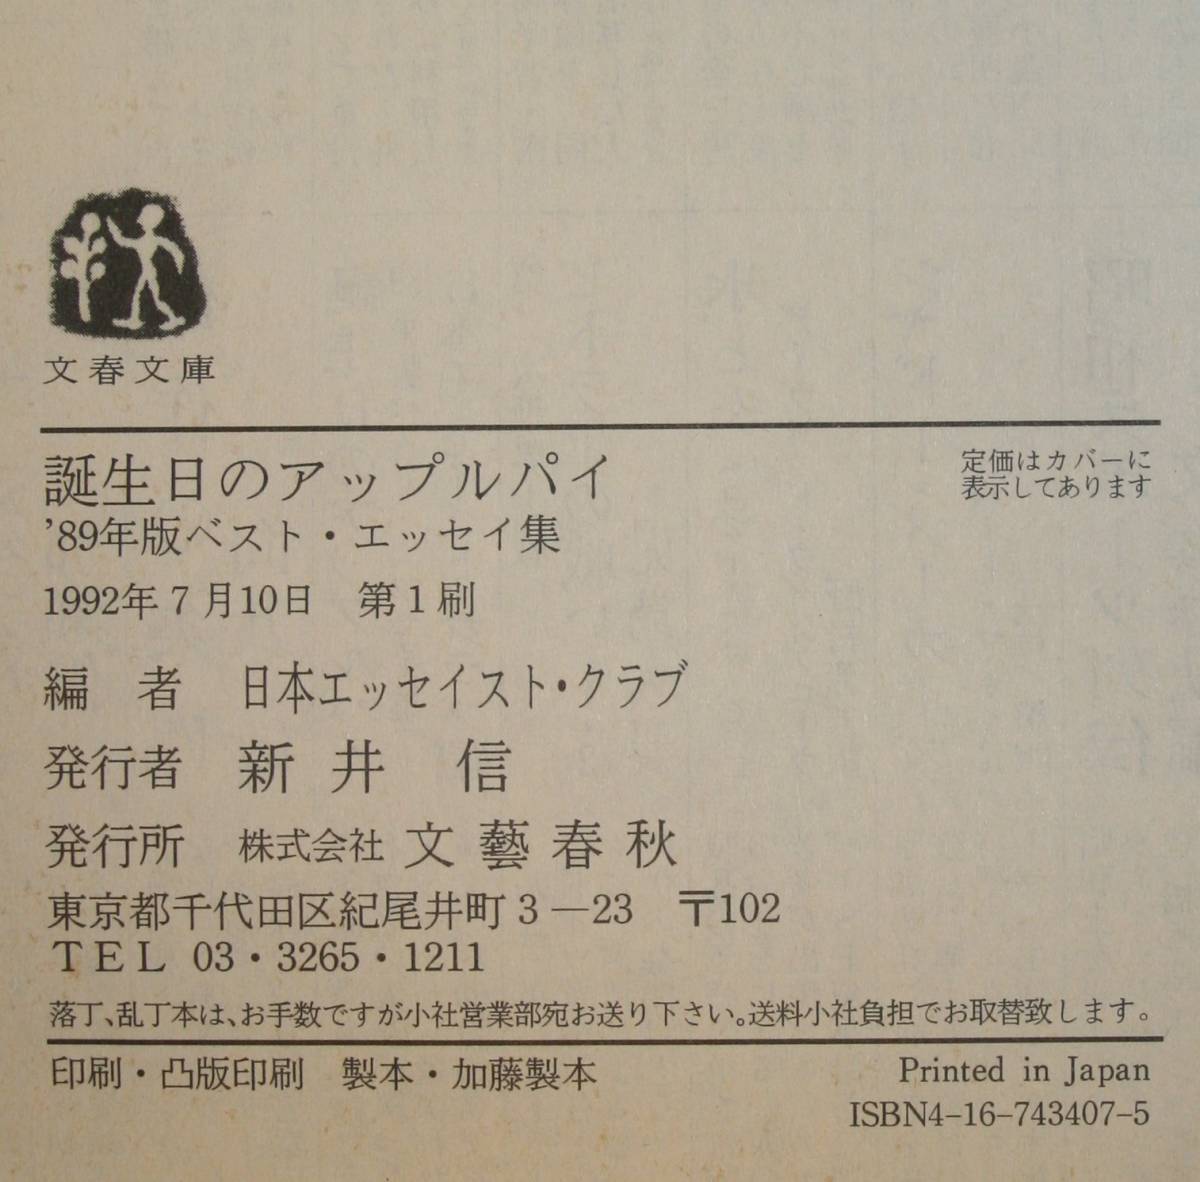 文春文庫
誕生日のアップルパイ
'89年版ベスト・エッセイ集
定価はカバーに
表示してあります
1992年7月10日 第1刷
編 者 日本エッセイスト・クラブ
発行者 新井 信
発行所 株式会社 文藝春秋
東京都千代田区紀尾井町3―23 〒102
TEL 03・3265・1211
落丁、乱丁本は、お手数ですが小社営業部宛お送り下さい。送料小社負担でお取替致します。
印刷・凸版印刷 製本・加藤製本
Printed in Japan
ISBN4-16-743407-5